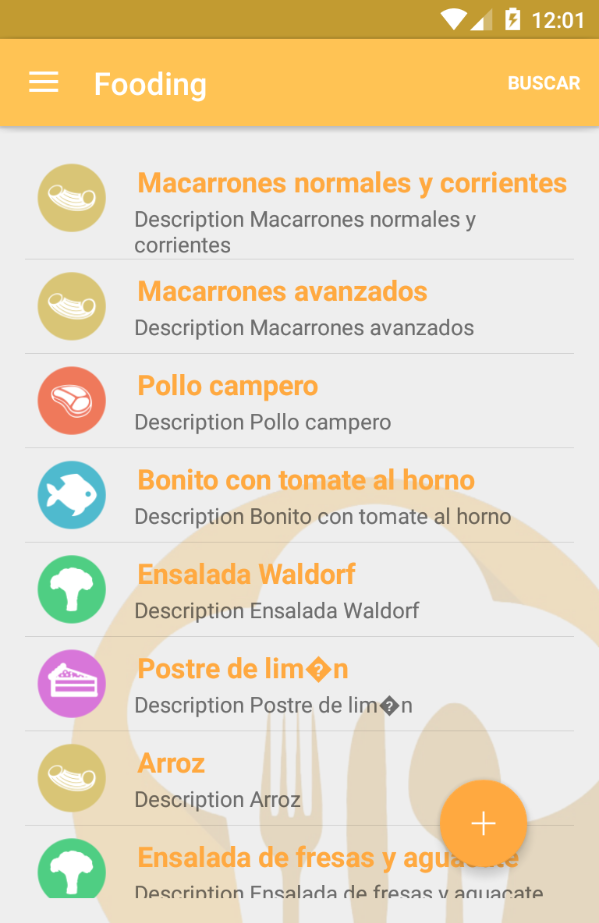 12:01
Fooding
BUSCAR
Macarrones normales y corrientes
Description Macarrones normales y
corrientes
Macarrones avanzados
Description Macarrones avanzados
Pollo campero
Description Pollo campero
Bonito con tomate al horno
Description Bonito con tomate al horno
Ensalada Waldorf
Description Ensalada Waldorf
Postre de lim�n
Description Postre de lim�n
Arroz
Description Arroz
Ensalada de fresas y aguacate
Description Ensalada de fresas y aguacate